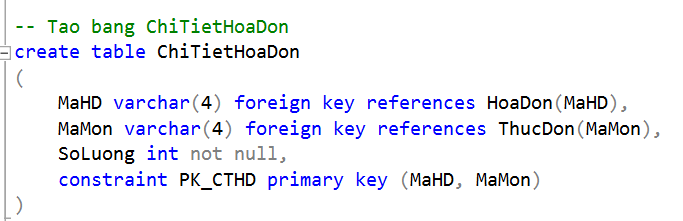 -- Tao bang ChiTietHoaDon
create table ChiTietHoaDon
(
MaHD varchar(4) foreign key references HoaDon(MaHD),
MaMon varchar(4) foreign key references ThucDon(MaMon),
SoLuong int not null,
constraint PK_CTHD primary key (MaHD, MaMon)
)